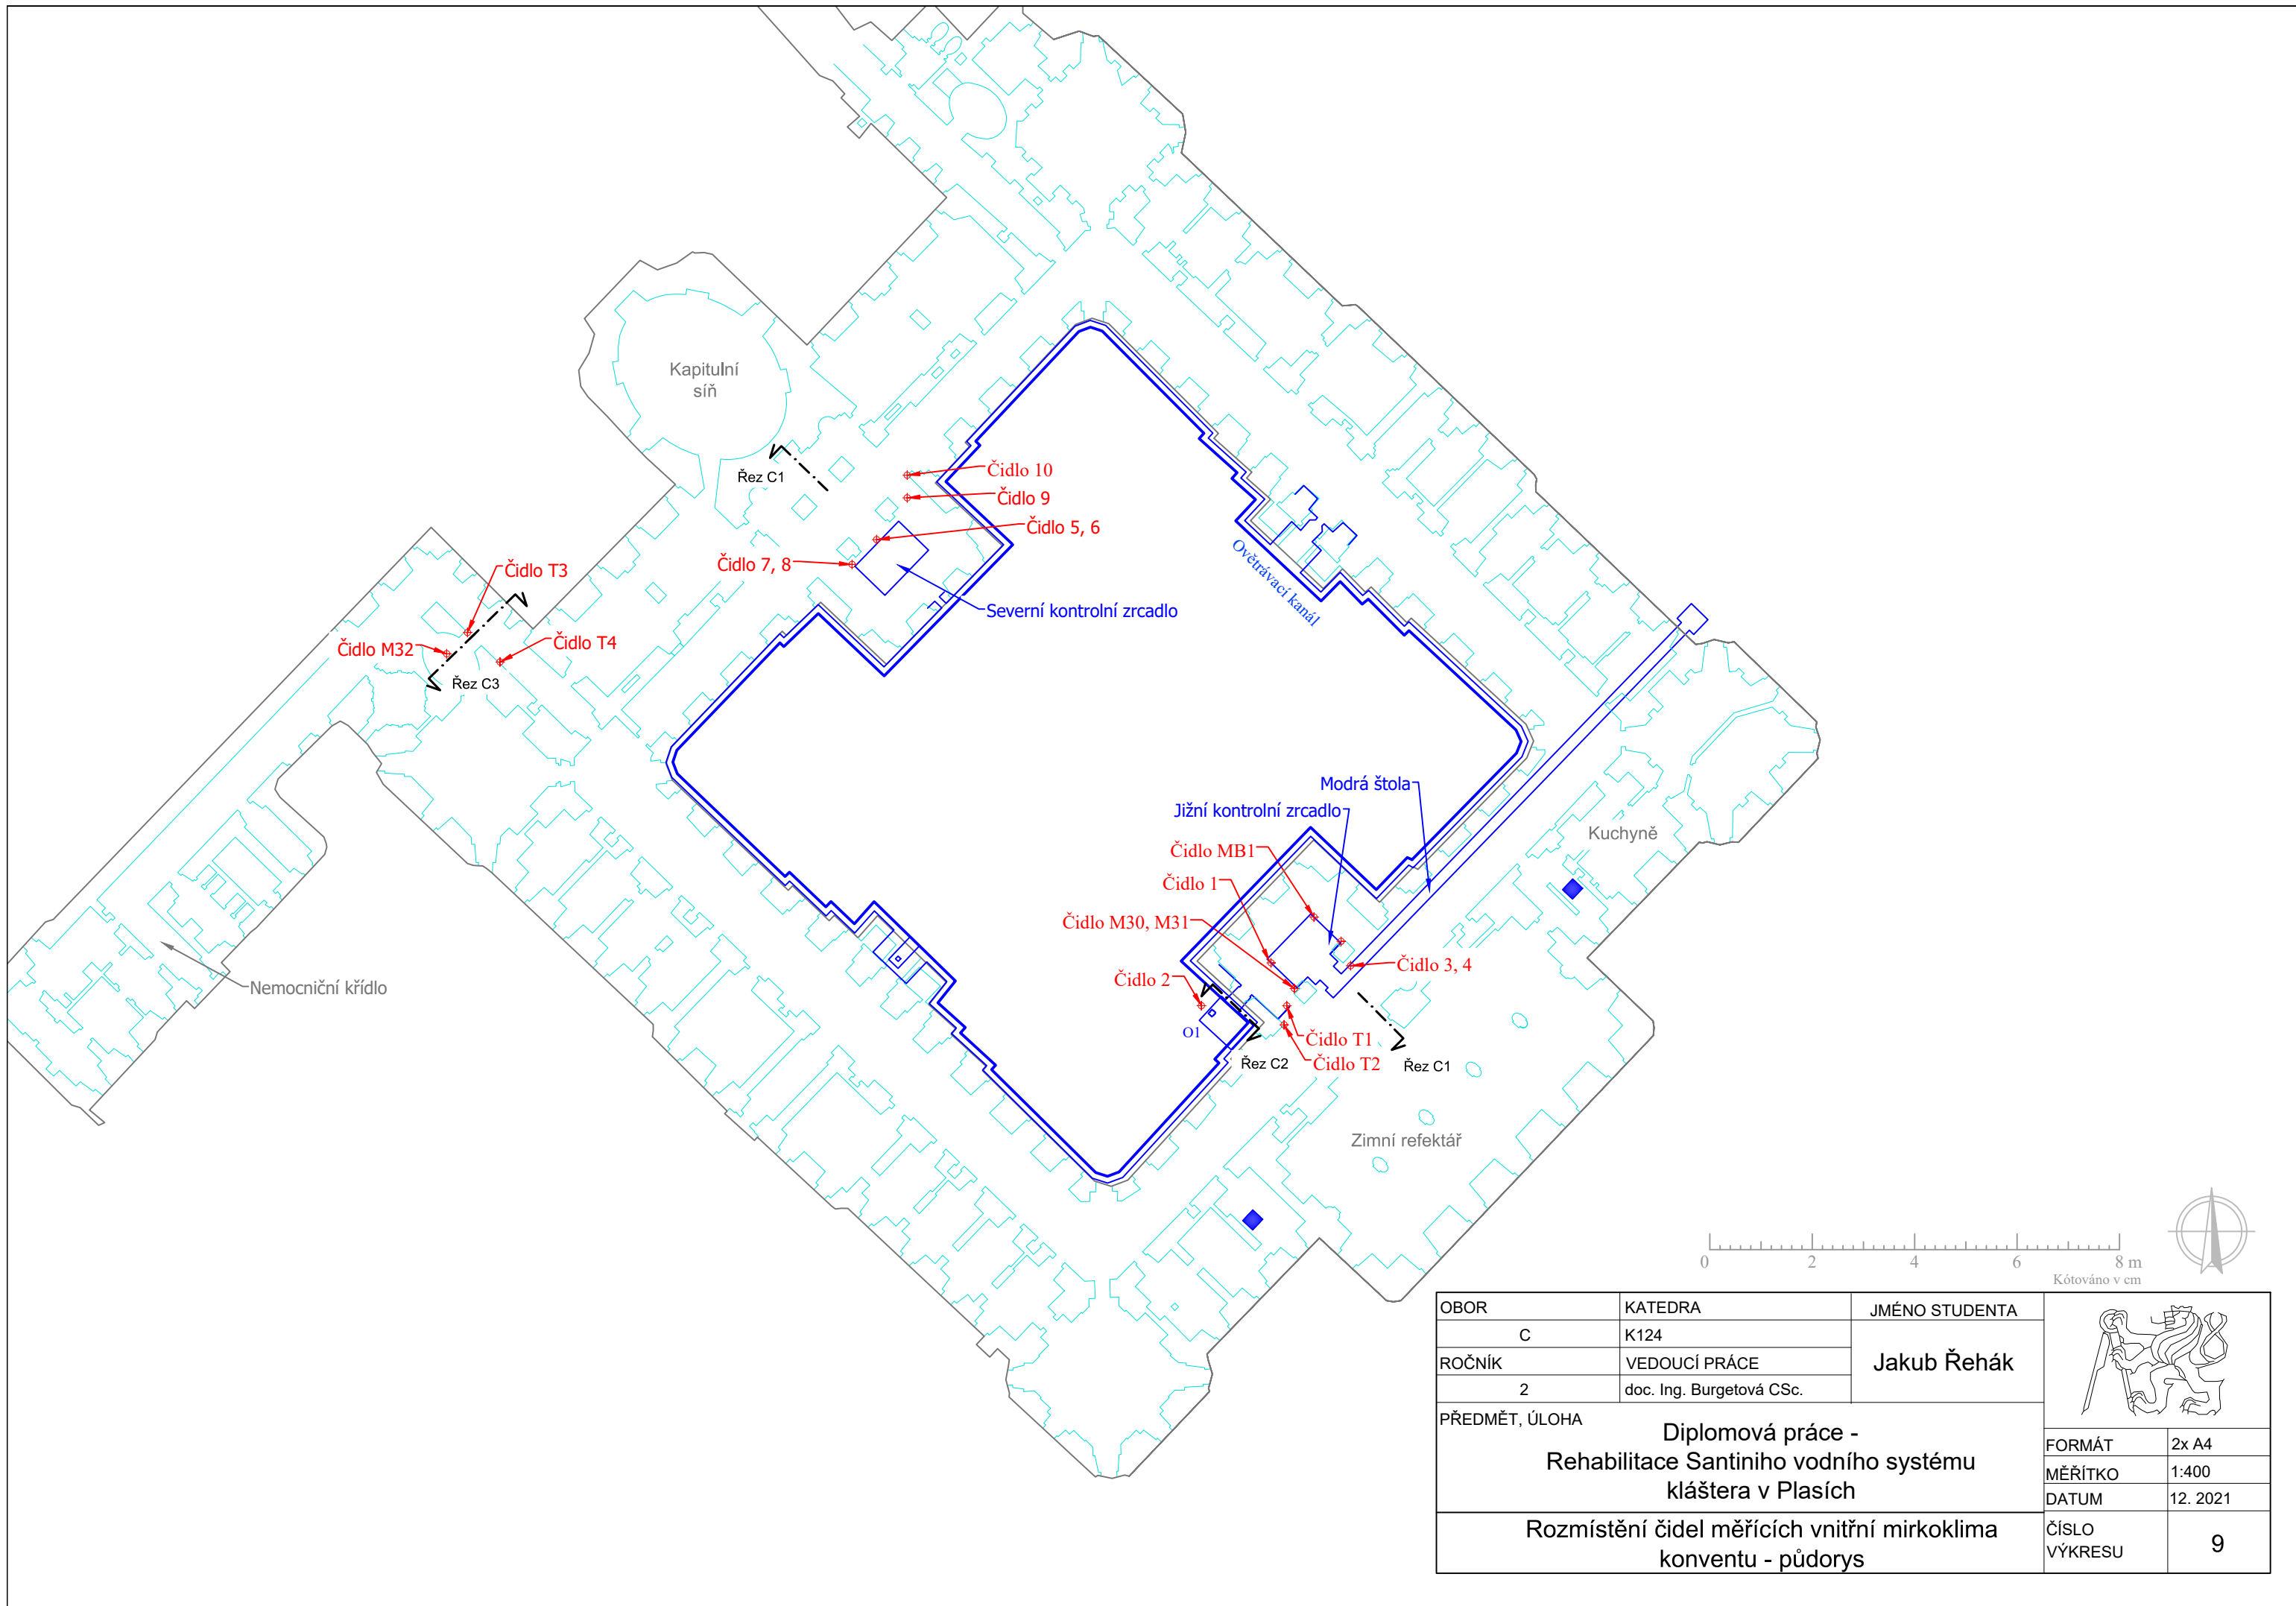 Kapitulní
síň
Řez C1
Čidlo 10
Čidlo 9
Čidlo 5, 6
Čidlo 7, 8
Severní kontrolní zrcadlo
Ovětrávací kanál
Čidlo T3
Čidlo M32
Čidlo T4
Řez C3
Nemocniční křídlo
Modrá štola
Jižní kontrolní zrcadlo
Čidlo MB1
Čidlo 1
Čidlo M30, M31
Čidlo 2
Čidlo 3, 4
O1
Čidlo T1
Čidlo T2
Řez C2
Řez C1
Kuchyně
Zimní refektář
0 2 4 6 8 m
Kótováno v cm
OBOR KATEDRA JMÉNO STUDENTA
C K124
ROČNÍK VEDOUCÍ PRÁCE Jakub Řehák
2 doc. Ing. Burgetová CSc.
PŘEDMĚT, ÚLOHA
Diplomová práce -
Rehabilitace Santiniho vodního systému
kláštera v Plasích
FORMÁT 2x A4
MĚŘÍTKO 1:400
DATUM 12. 2021
Rozmístění čidel měřících vnitřní mirkoklima
konventu - půdorys
ČÍSLO
VÝKRESU 9